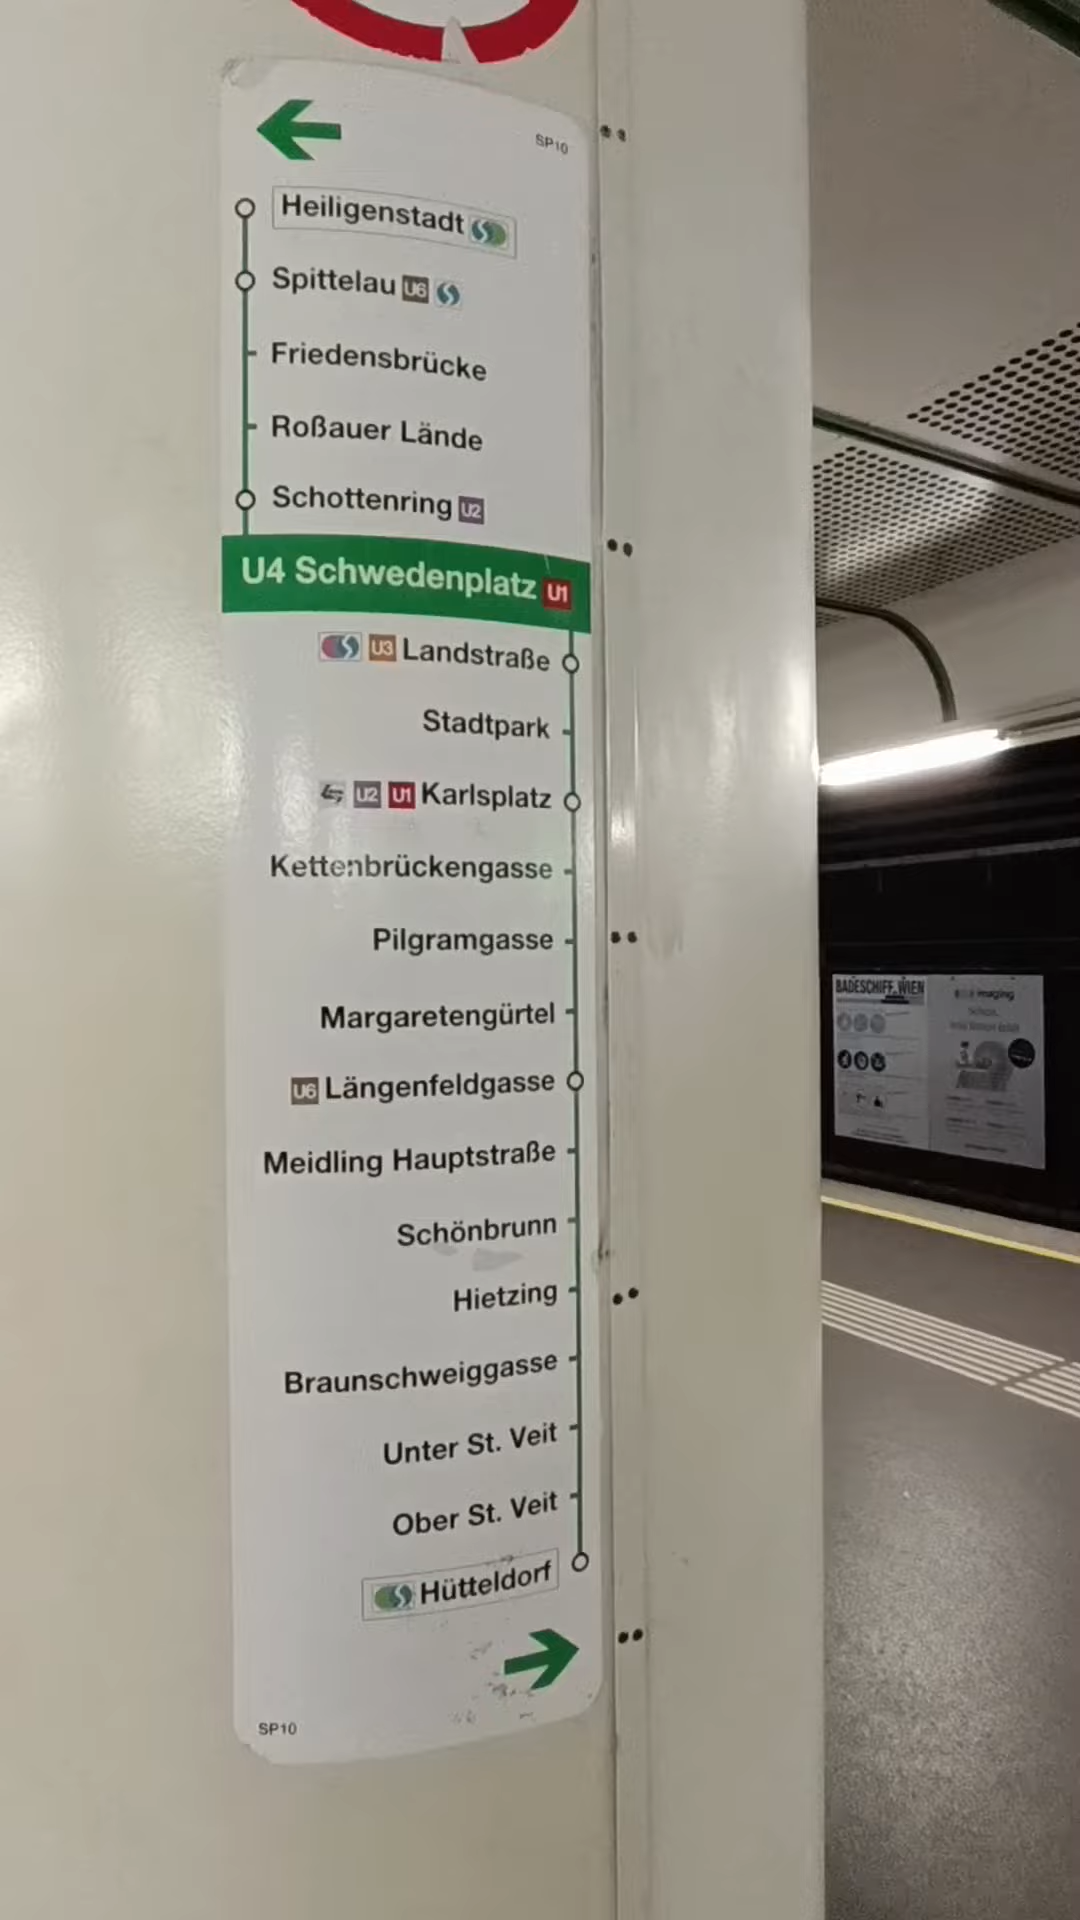 SP10
Heiligenstadt
Spittelau U6
Friedensbrücke
Roßauer Lände
Schottenring U2
U4 Schwedenplatz U1
U3 Landstraße
Stadtpark
U2 U1 Karlsplatz
Kettenbrückengasse
Pilgramgasse
Margaretengürtel
U6 Längenfeldgasse
Meidling Hauptstraße
Schönbrunn
Hietzing
Braunschweiggasse
Unter St. Veit
Ober St. Veit
Hütteldorf
SP10
BADESCHIFF WIEN
imaging